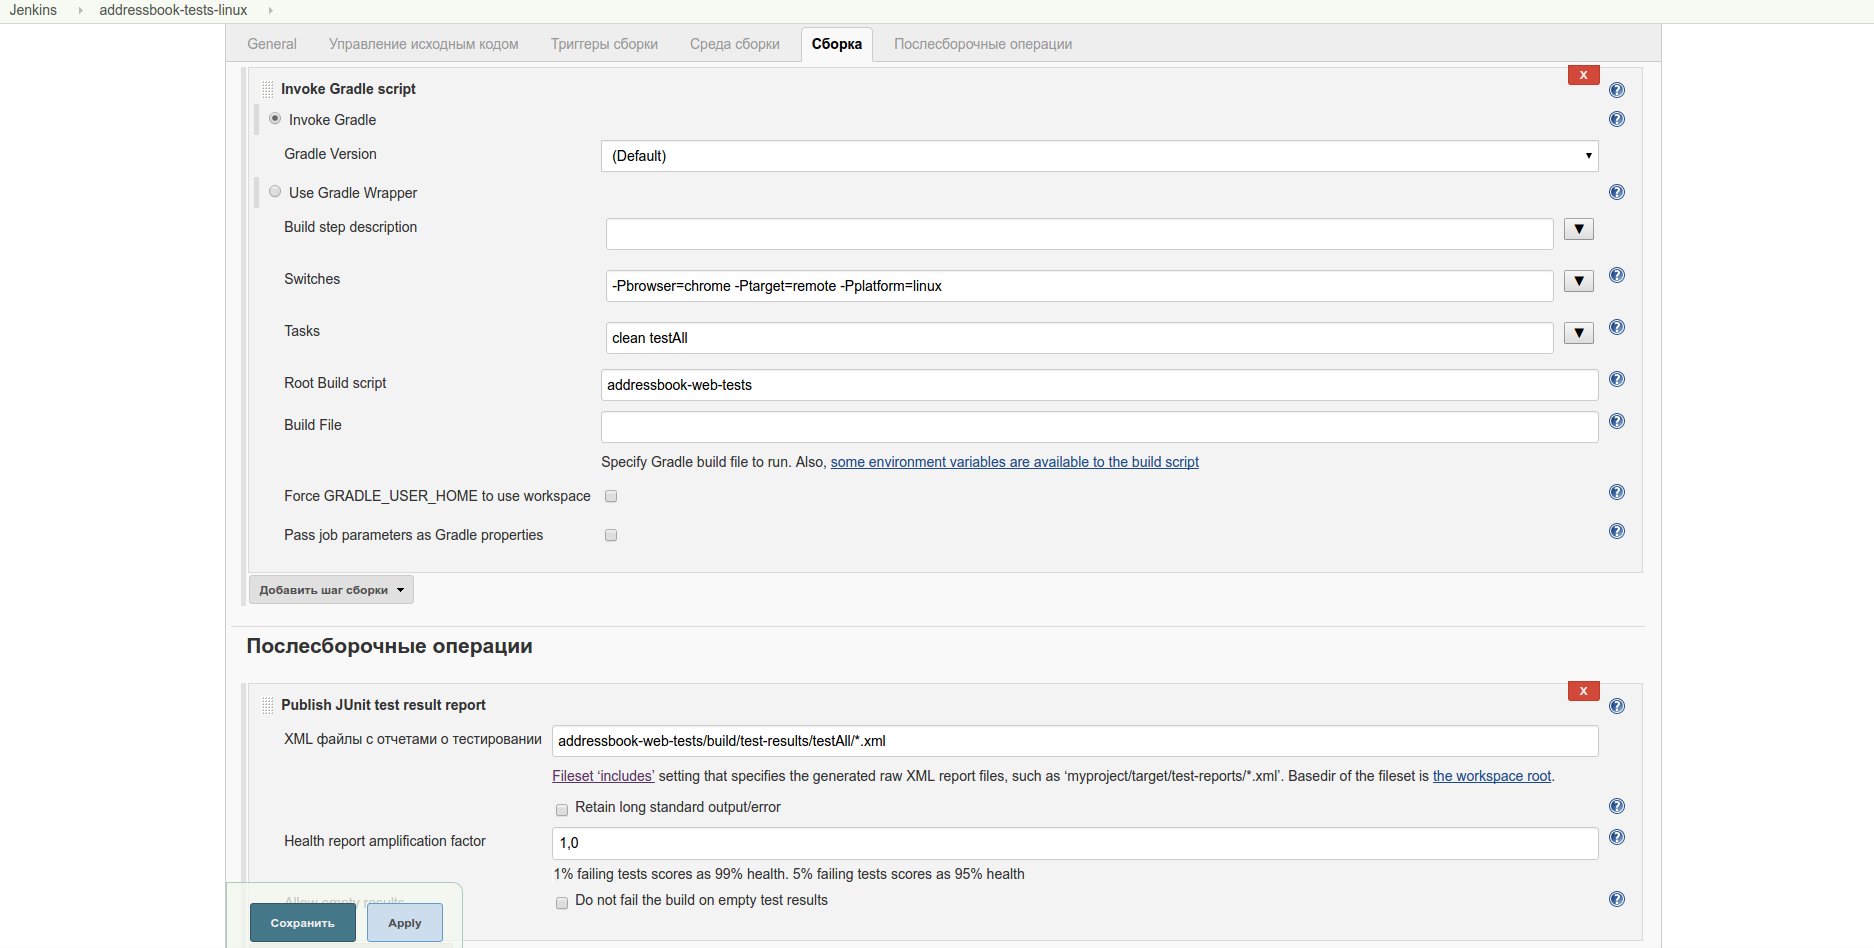 Jenkins addressbook-tests-linux
General Управление исходным кодом Триггеры сборки Среда сборки Сборка Послесборочные операции
X
Invoke Gradle script
Invoke Gradle
Gradle Version (Default)
Use Gradle Wrapper
Build step description
Switches -Pbrowser=chrome -Ptarget=remote -Pplatform=linux
Tasks clean testAll
Root Build script addressbook-web-tests
Build File
Specify Gradle build file to run. Also, some environment variables are available to the build script
Force GRADLE_USER_HOME to use workspace
Pass job parameters as Gradle properties
Добавить шаг сборки
Послесборочные операции
X
Publish JUnit test result report
XML файлы с отчетами о тестировании addressbook-web-tests/build/test-results/testAll/*.xml
Fileset ‘includes’ setting that specifies the generated raw XML report files, such as ‘myproject/target/test-reports/*.xml’. Basedir of the fileset is the workspace root.
Retain long standard output/error
Health report amplification factor 1,0
1% failing tests scores as 99% health. 5% failing tests scores as 95% health
Allow empty results Do not fail the build on empty test results
Сохранить Apply